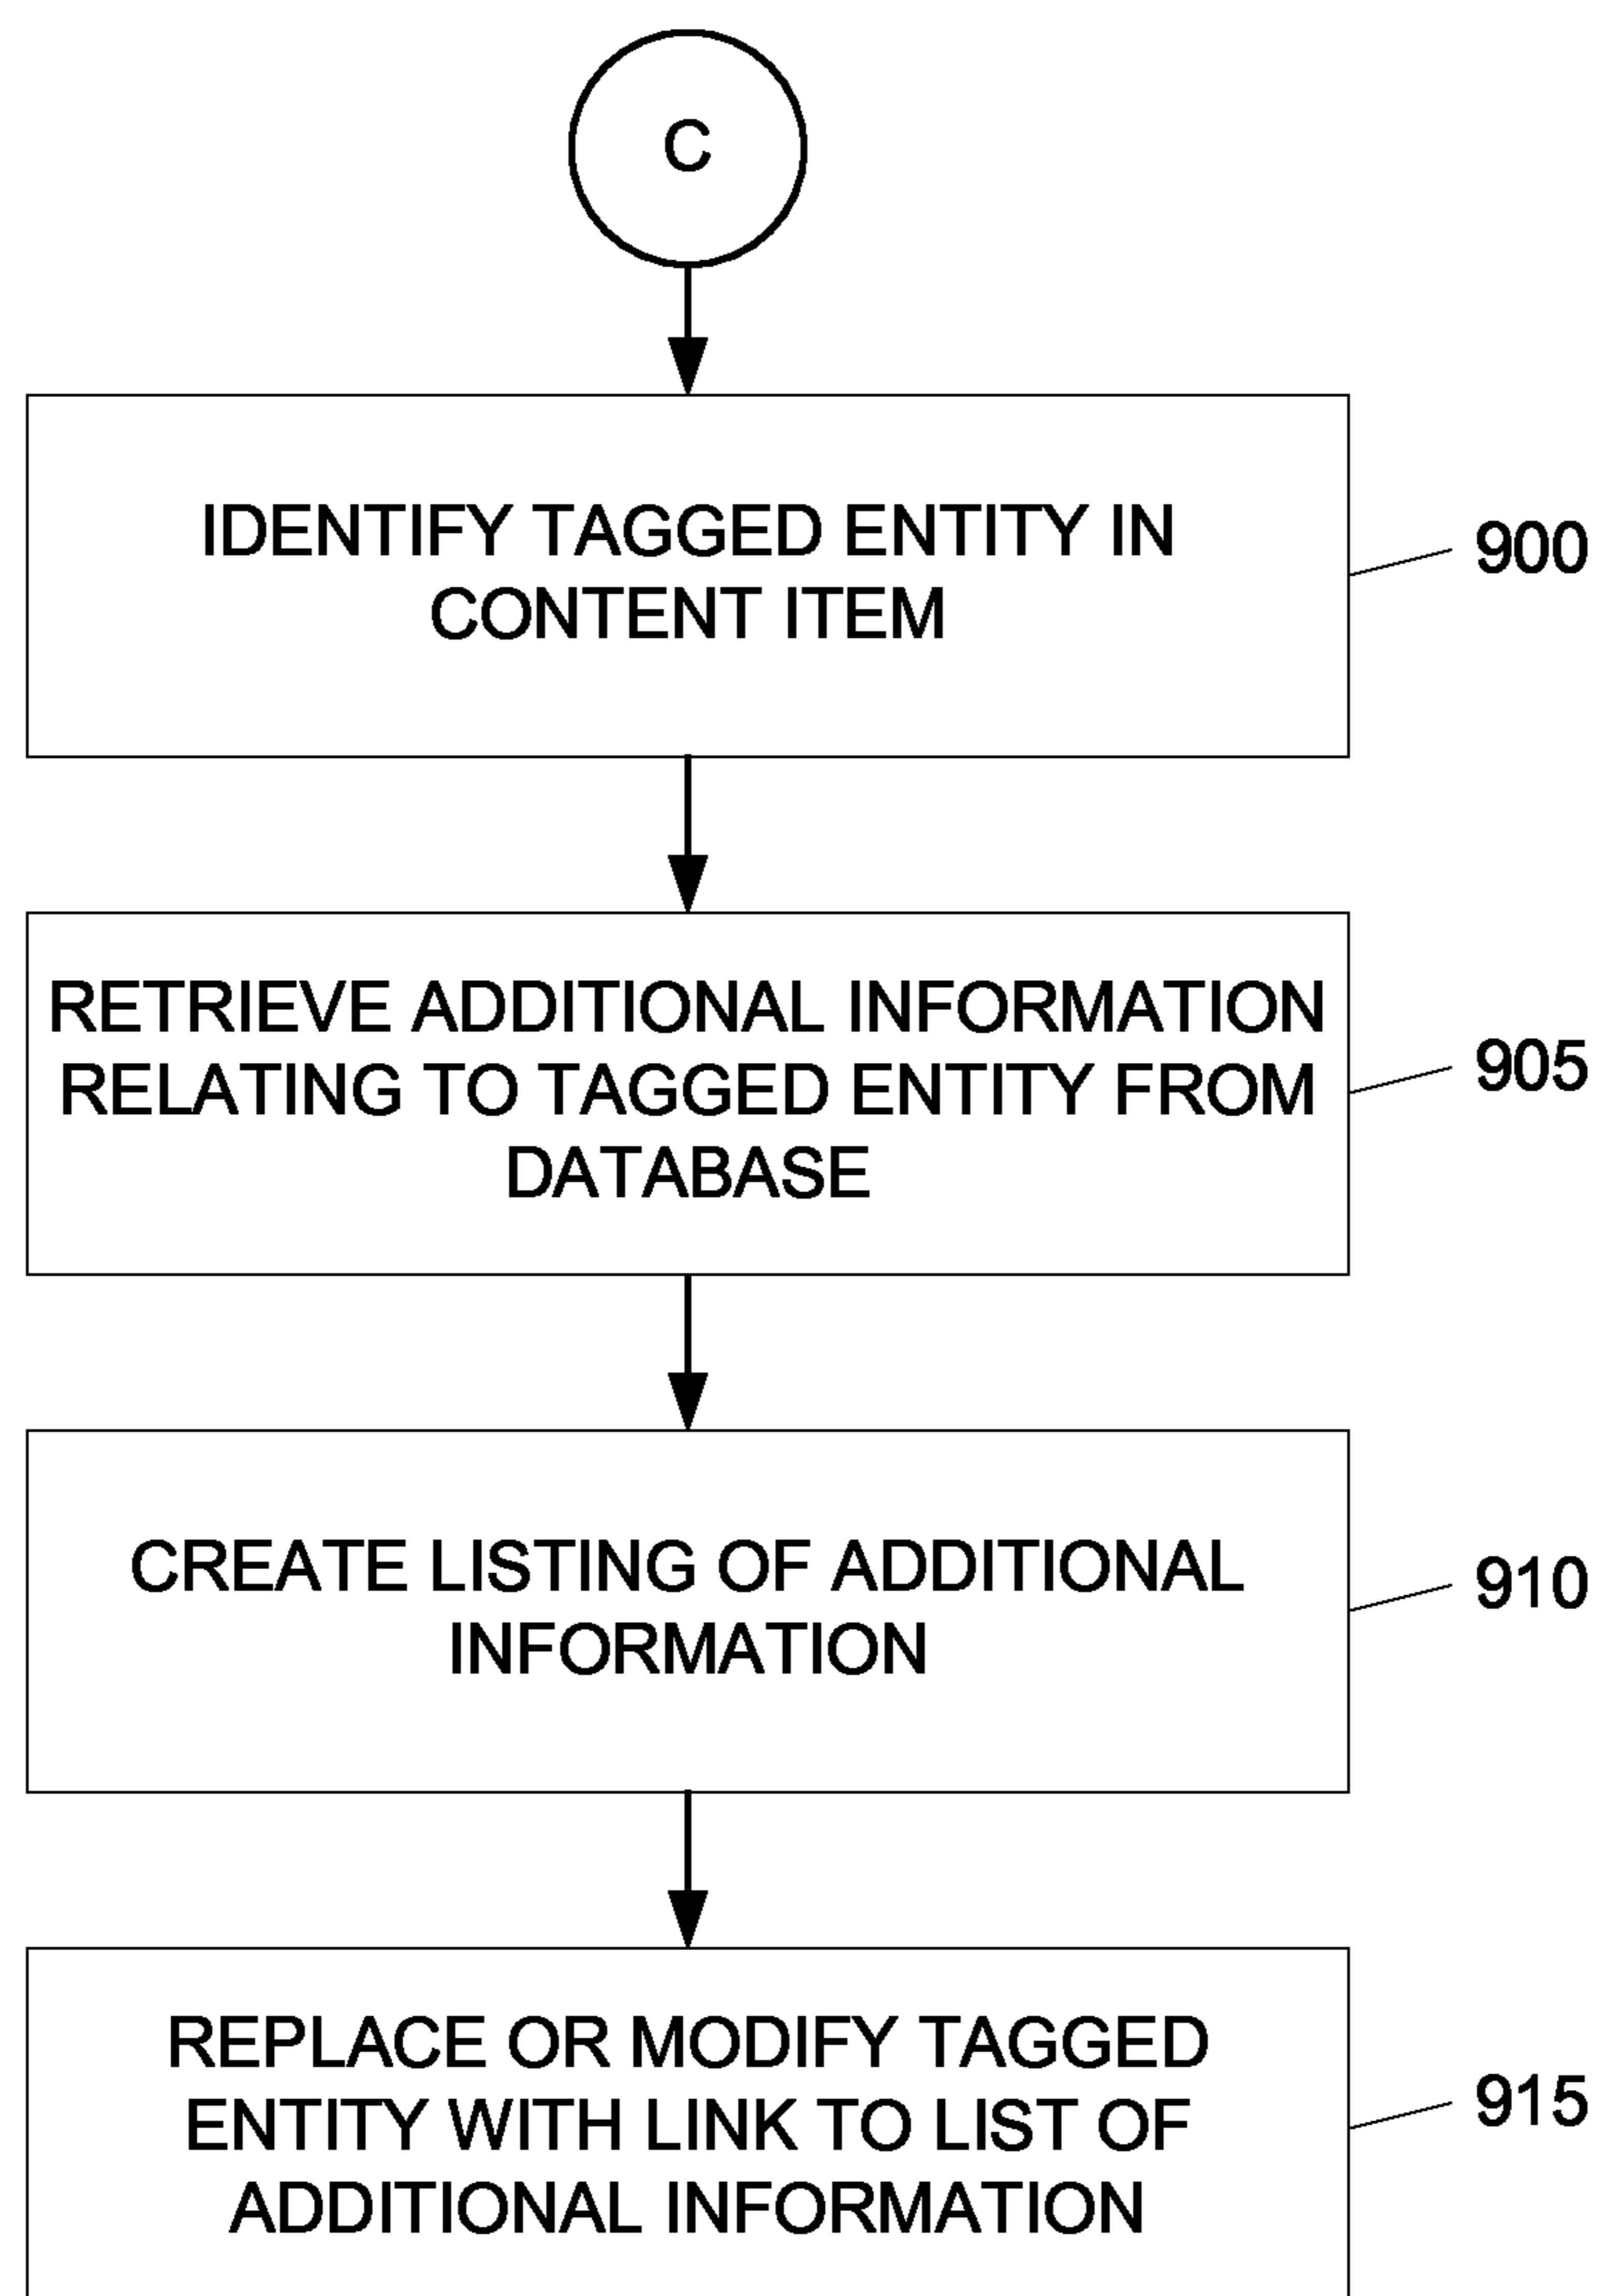 C
IDENTIFY TAGGED ENTITY IN
CONTENT ITEM
900
RETRIEVE ADDITIONAL INFORMATION
RELATING TO TAGGED ENTITY FROM
DATABASE
905
CREATE LISTING OF ADDITIONAL
INFORMATION
910
REPLACE OR MODIFY TAGGED
ENTITY WITH LINK TO LIST OF
ADDITIONAL INFORMATION
915